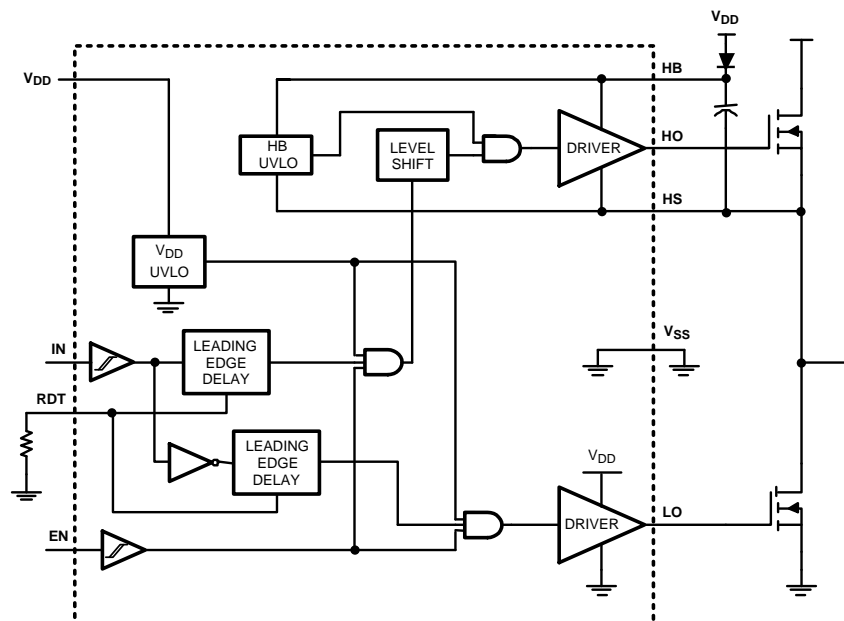 VDD
VDD
HB
HB
UVLO
LEVEL
SHIFT
DRIVER
HO
HS
VDD
UVLO
VSS
IN
LEADING
EDGE
DELAY
RDT
LEADING
EDGE
DELAY
VDD
DRIVER
LO
EN